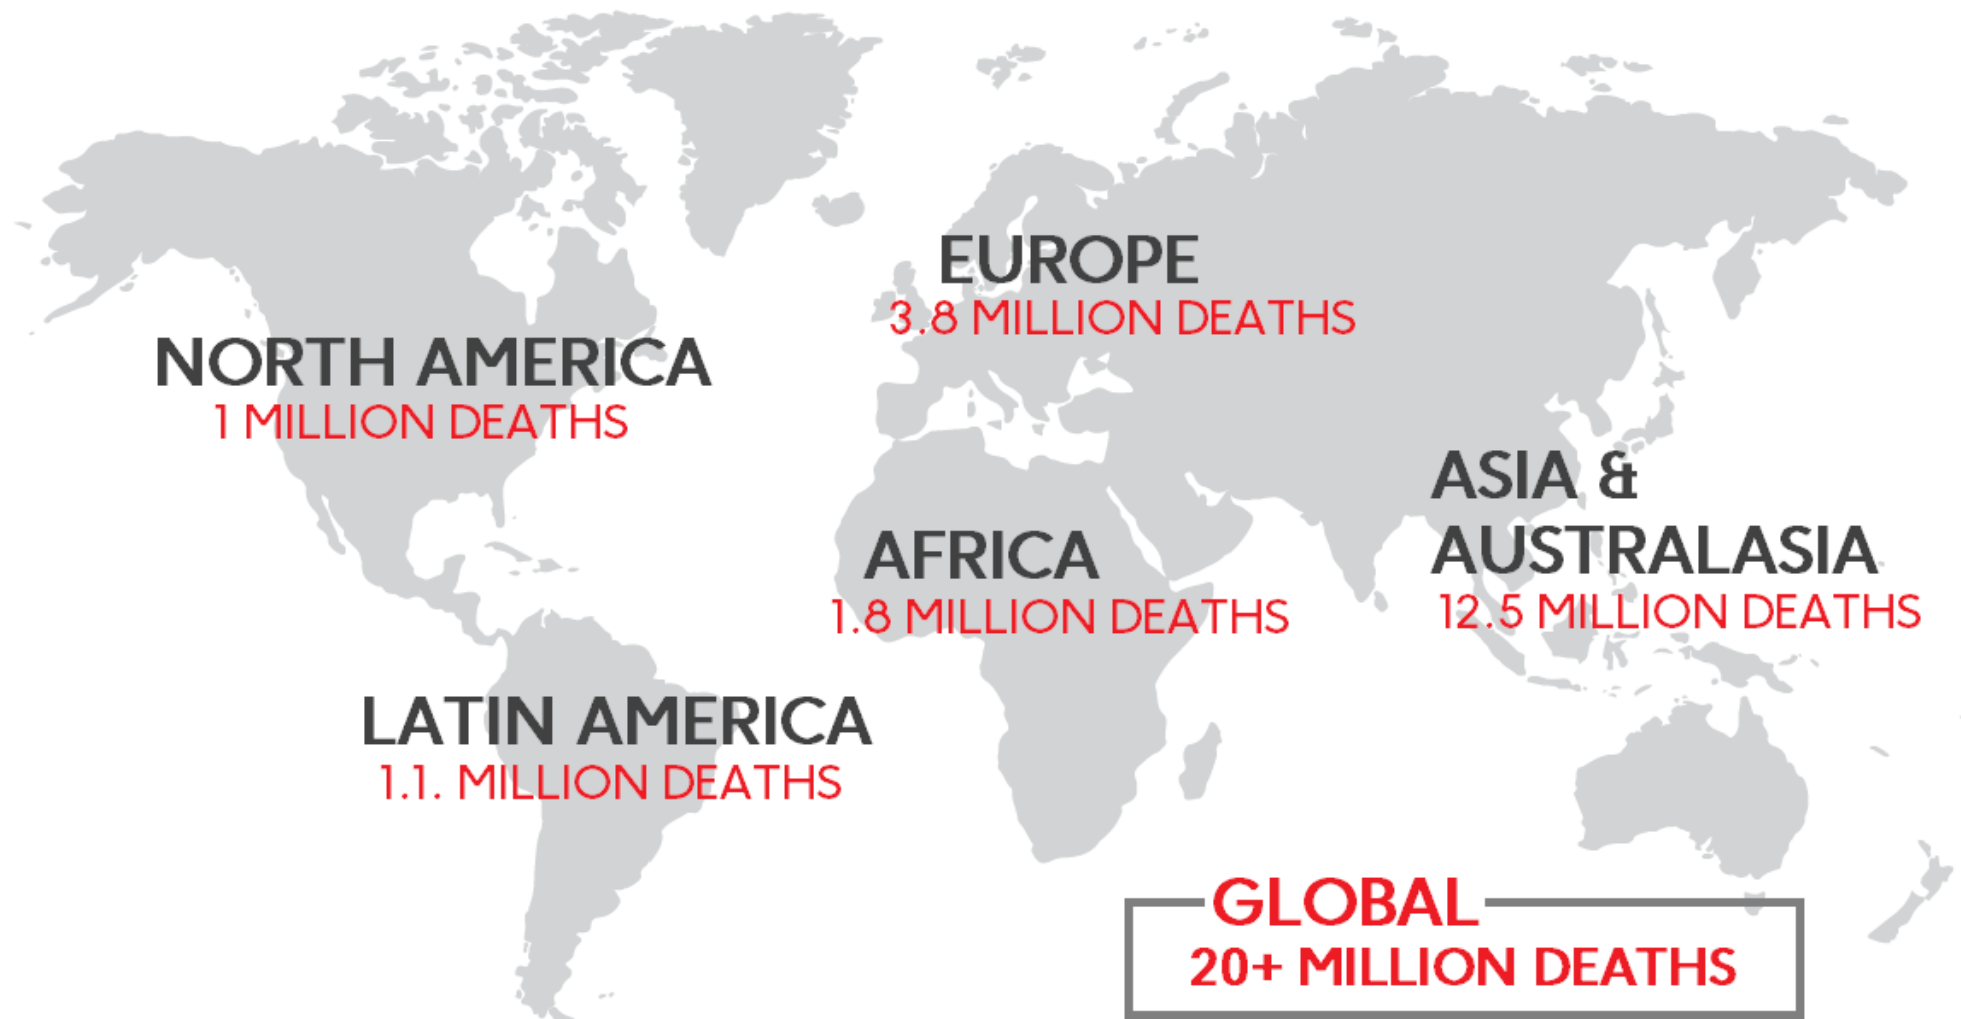 EUROPE
3.8 MILLION DEATHS
NORTH AMERICA
1 MILLION DEATHS
ASIA &
AUSTRALASIA
12.5 MILLION DEATHS
AFRICA
1.8 MILLION DEATHS
LATIN AMERICA
1.1. MILLION DEATHS
GLOBAL
20+ MILLION DEATHS